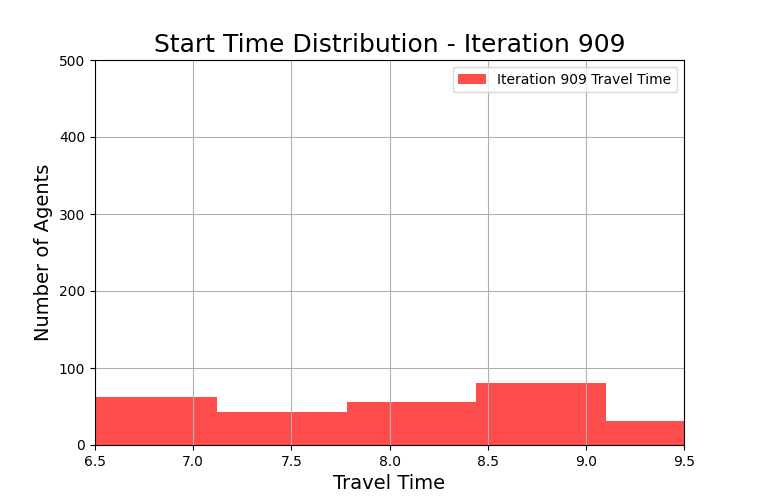 Start Time Distribution - Iteration 909
500
Iteration 909 Travel Time
400
300
200
100
0
Number of Agents
6.5 7.0 7.5 8.0 8.5 9.0 9.5
Travel Time